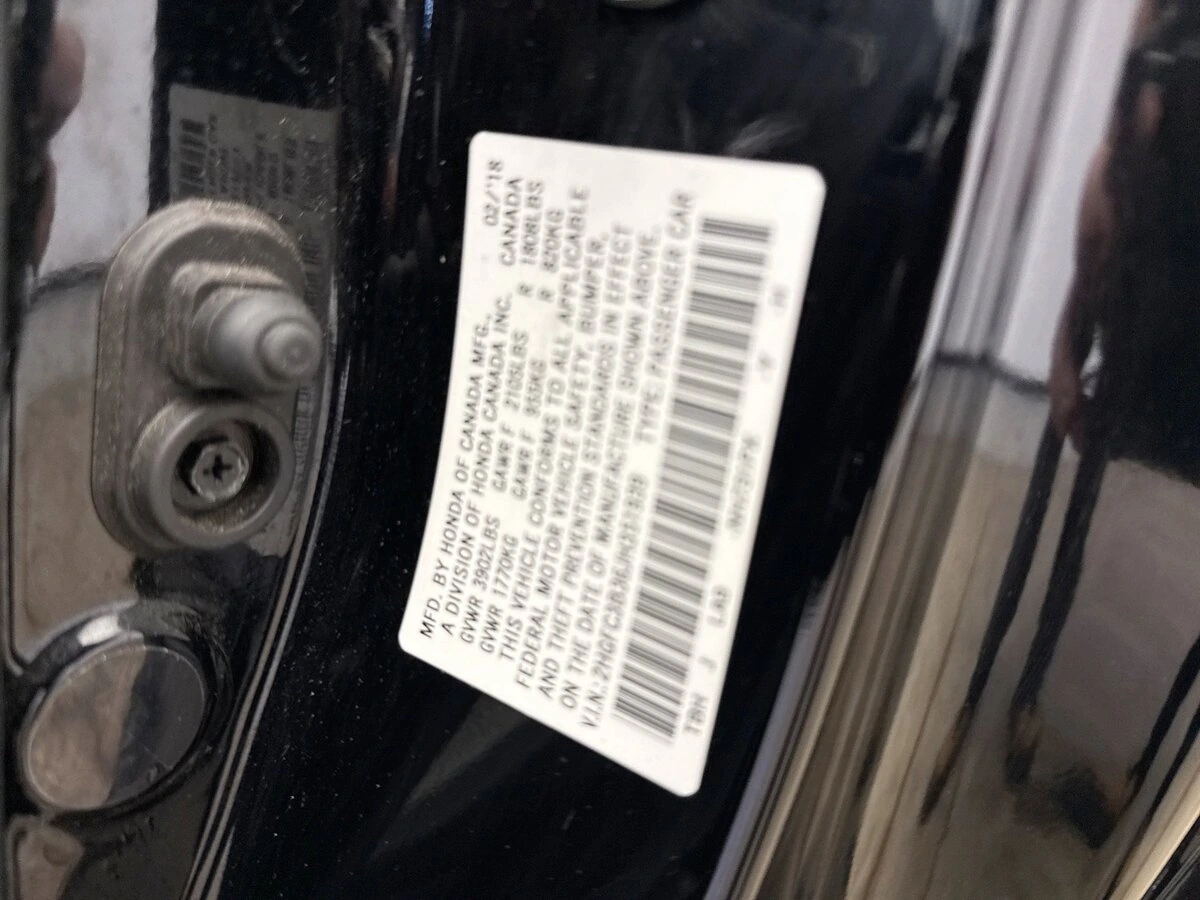 MFD. BY HONDA OF CANADA MFG., 02/'18
A DIVISION OF HONDA CANADA INC. CANADA
GVWR 3902LBS GAWR F 2105LBS R 1808LBS
GVWR 1770KG GAWR F 955KG R 820KG
THIS VEHICLE CONFORMS TO ALL APPLICABLE
FEDERAL MOTOR VEHICLE SAFETY, BUMPER,
AND THEFT PREVENTION STANDARDS IN EFFECT
ON THE DATE OF MANUFACTURE SHOWN ABOVE.
V.I.N.: TYPE: PASSENGER CAR